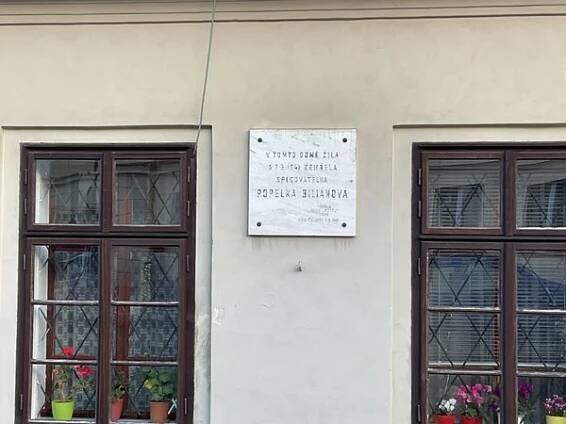 V TOMTO DOMĚ ŽILA
A 7.3.1941 ZEMŘELA
SPISOVATELKA
POPELKA BILIÁNOVÁ